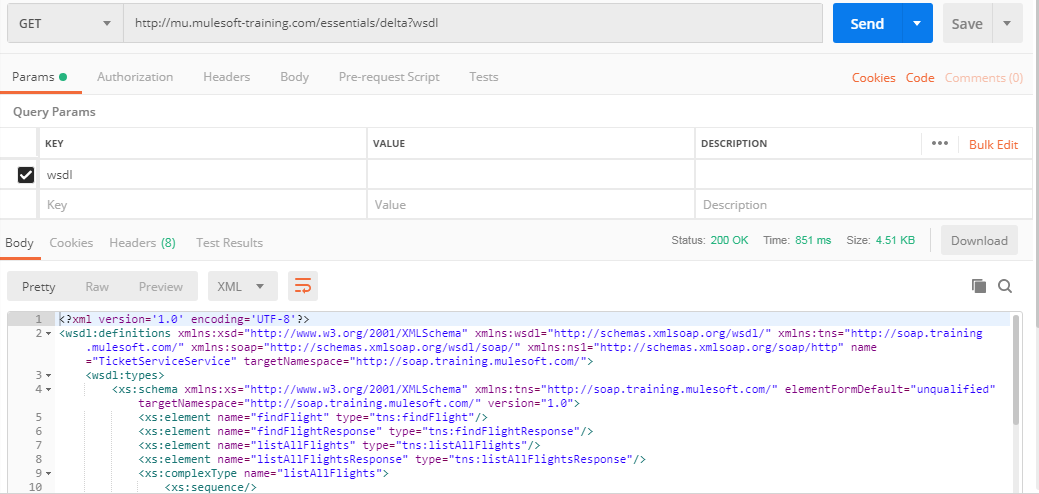 GET http://mu.mulesoft-training.com/essentials/delta?wsdl Send Save
Params Authorization Headers Body Pre-request Script Tests Cookies Code Comments (0)
Query Params
KEY VALUE DESCRIPTION ••• Bulk Edit
wsdl
Key Value Description
Body Cookies Headers (8) Test Results Status: 200 OK Time: 851 ms Size: 4.51 KB Download
Pretty Raw Preview XML
1 <?xml version='1.0' encoding='UTF-8'?>
2 <wsdl:definitions xmlns:xsd="http://www.w3.org/2001/XMLSchema" xmlns:wsdl="http://schemas.xmlsoap.org/wsdl/" xmlns:tns="http://soap.training
.mulesoft.com/" xmlns:soap="http://schemas.xmlsoap.org/wsdl/soap/" xmlns:ns1="http://schemas.xmlsoap.org/soap/http" name
="TicketServiceService" targetNamespace="http://soap.training.mulesoft.com/">
3 <wsdl:types>
4 <xs:schema xmlns:xs="http://www.w3.org/2001/XMLSchema" xmlns:tns="http://soap.training.mulesoft.com/" elementFormDefault="unqualified"
targetNamespace="http://soap.training.mulesoft.com/" version="1.0">
5 <xs:element name="findFlight" type="tns:findFlight"/>
6 <xs:element name="findFlightResponse" type="tns:findFlightResponse"/>
7 <xs:element name="listAllFlights" type="tns:listAllFlights"/>
8 <xs:element name="listAllFlightsResponse" type="tns:listAllFlightsResponse"/>
9 <xs:complexType name="listAllFlights">
10 <xs:sequence/>